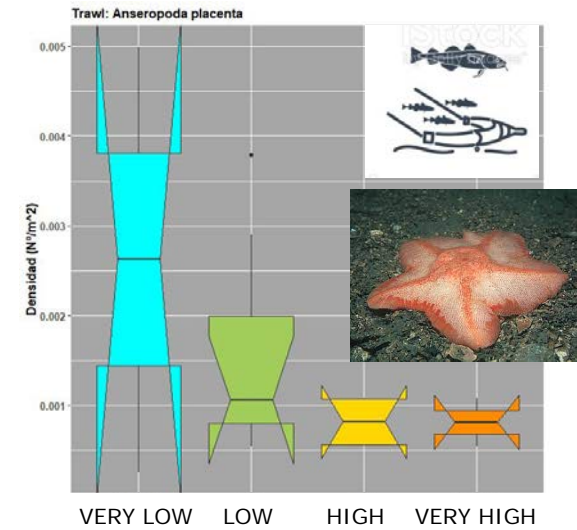 Trawl: Anseropoda placenta
iStock
Densidad (N°/m^2)
0.005
0.004
0.003
0.002
0.001
VERY LOW LOW HIGH VERY HIGH